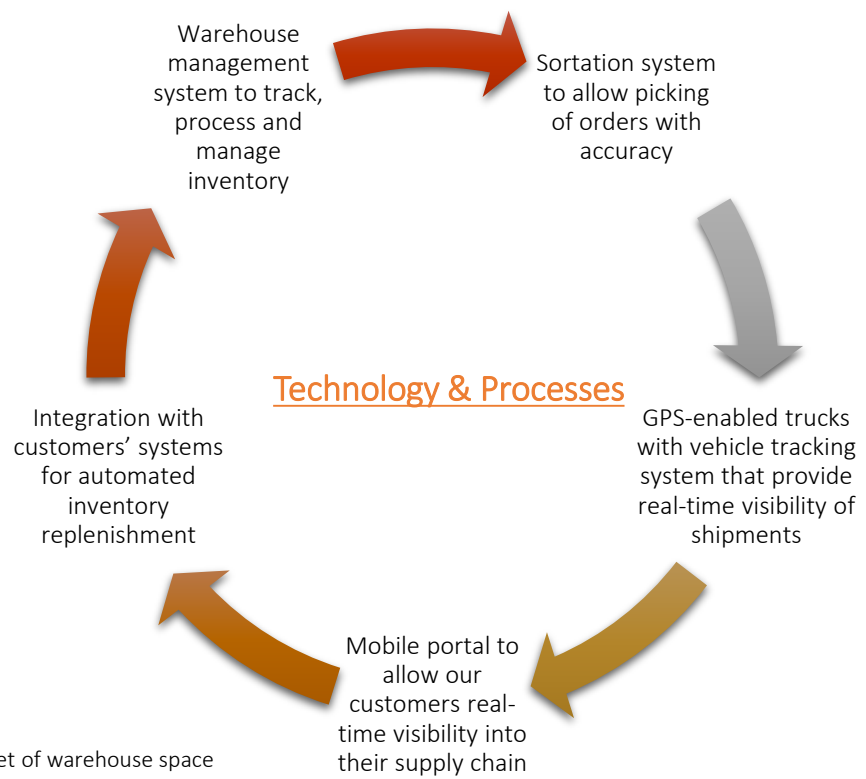 Warehouse
management
system to track,
process and
manage
inventory
Sortation system
to allow picking
of orders with
accuracy
Technology & Processes
GPS-enabled trucks
with vehicle tracking
system that provide
real-time visibility of
shipments
Mobile portal to
allow our
customers real-
time visibility into
their supply chain
Integration with
customers’ systems
for automated
inventory
replenishment
of warehouse space